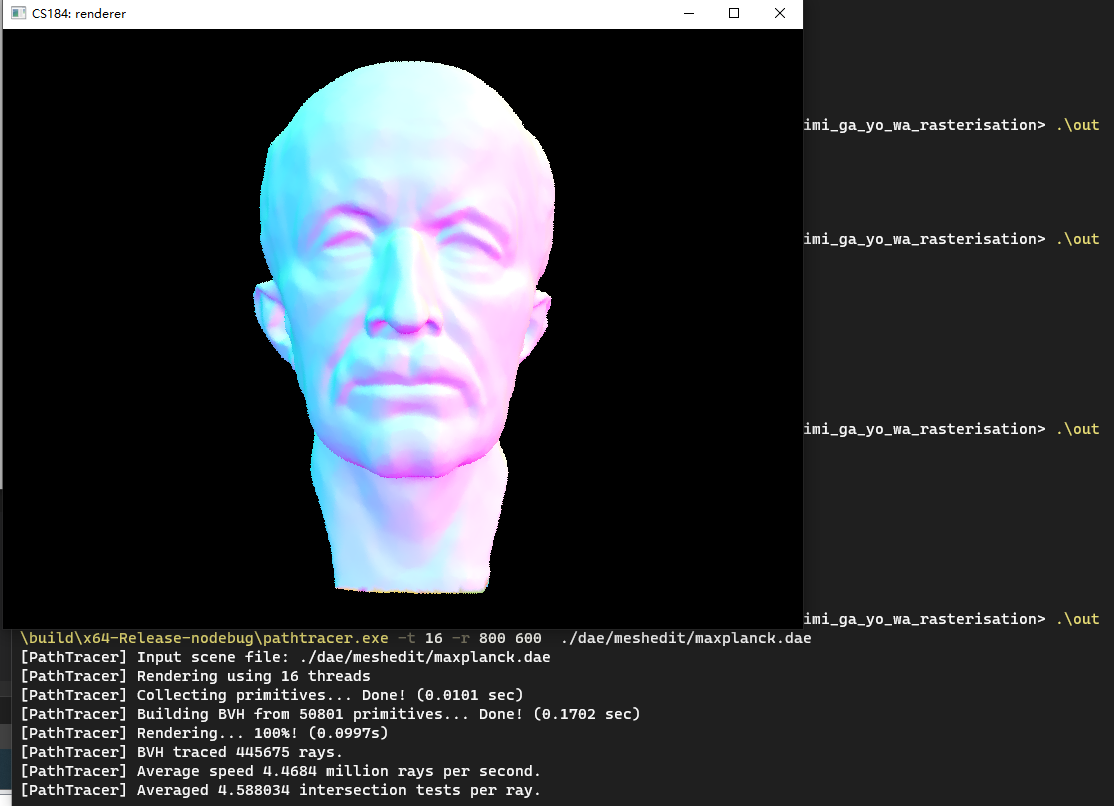 CS184: renderer
imi_ga_yo_wa_rasterisation> .\out
imi_ga_yo_wa_rasterisation> .\out
imi_ga_yo_wa_rasterisation> .\out
imi_ga_yo_wa_rasterisation> .\out
\build\x64-Release-nodebug\pathtracer.exe -t 16 -r 800 600  ./dae/meshedit/maxplanck.dae
[PathTracer] Input scene file: ./dae/meshedit/maxplanck.dae
[PathTracer] Rendering using 16 threads
[PathTracer] Collecting primitives... Done! (0.0101 sec)
[PathTracer] Building BVH from 50801 primitives... Done! (0.1702 sec)
[PathTracer] Rendering... 100%! (0.0997s)
[PathTracer] BVH traced 445675 rays.
[PathTracer] Average speed 4.4684 million rays per second.
[PathTracer] Averaged 4.588034 intersection tests per ray.